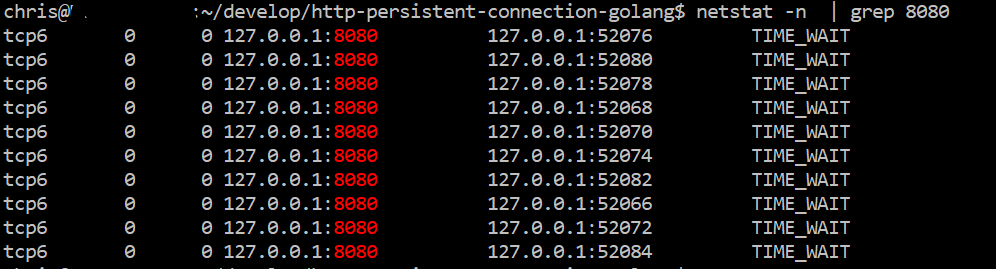 chris@ :~/develop/http-persistent-connection-golang$ netstat -n | grep 8080
tcp6 0 0 127.0.0.1:8080 127.0.0.1:52076 TIME_WAIT
tcp6 0 0 127.0.0.1:8080 127.0.0.1:52080 TIME_WAIT
tcp6 0 0 127.0.0.1:8080 127.0.0.1:52078 TIME_WAIT
tcp6 0 0 127.0.0.1:8080 127.0.0.1:52068 TIME_WAIT
tcp6 0 0 127.0.0.1:8080 127.0.0.1:52070 TIME_WAIT
tcp6 0 0 127.0.0.1:8080 127.0.0.1:52074 TIME_WAIT
tcp6 0 0 127.0.0.1:8080 127.0.0.1:52082 TIME_WAIT
tcp6 0 0 127.0.0.1:8080 127.0.0.1:52066 TIME_WAIT
tcp6 0 0 127.0.0.1:8080 127.0.0.1:52072 TIME_WAIT
tcp6 0 0 127.0.0.1:8080 127.0.0.1:52084 TIME_WAIT